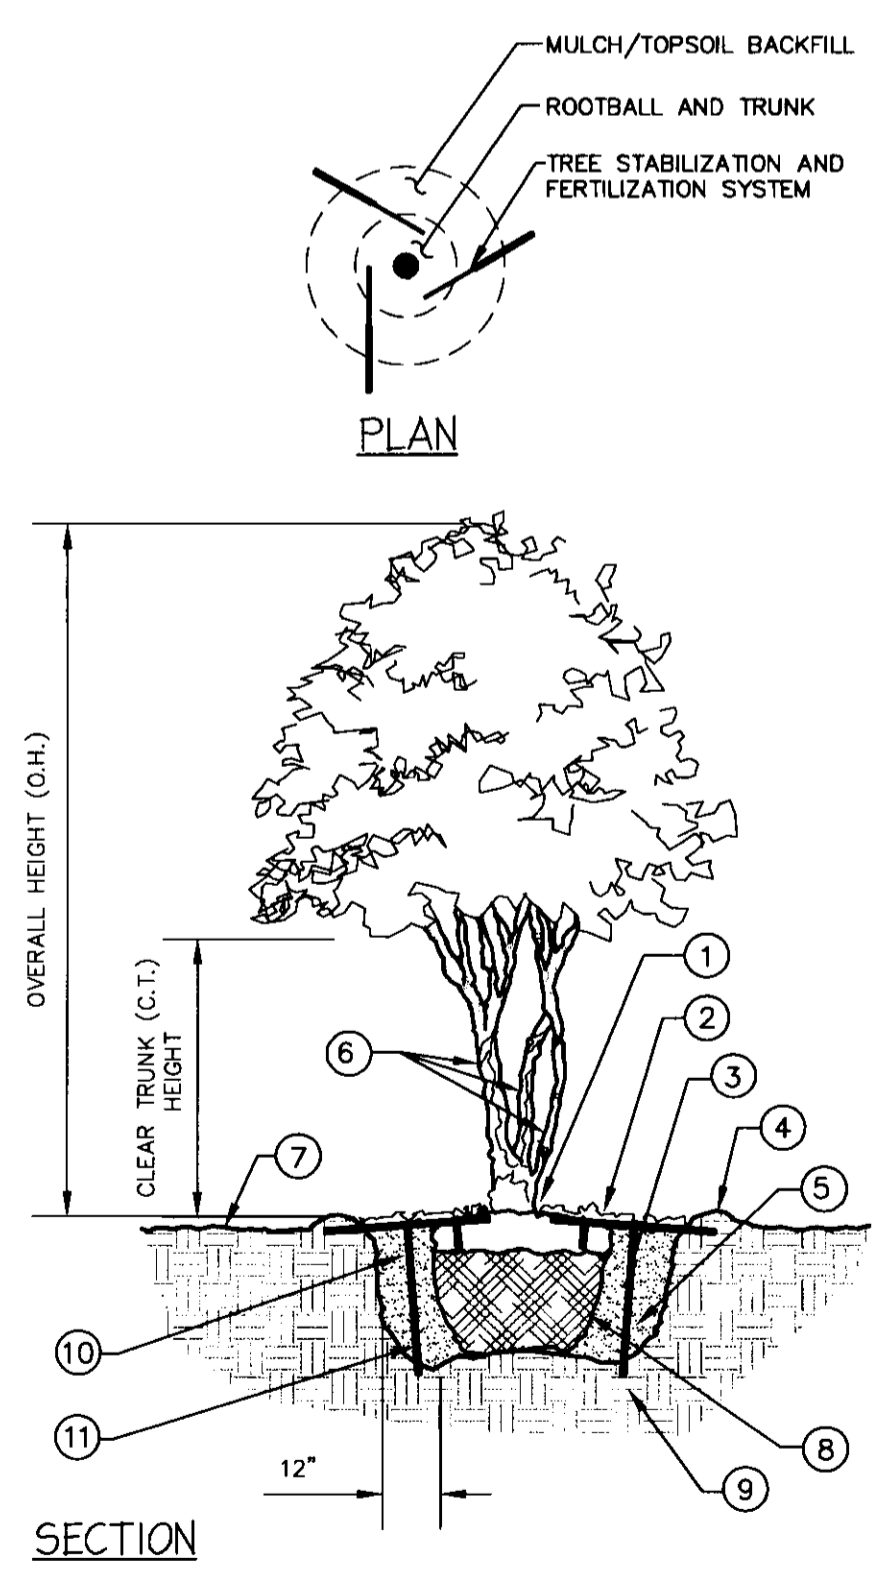 MULCH/TOPSOIL BACKFILL
ROOTBALL AND TRUNK
TREE STABILIZATION AND
FERTILIZATION SYSTEM
PLAN
OVERALL HEIGHT (O.H.)
CLEAR TRUNK (C.T.)
HEIGHT
1
2
6
3
4
7
5
10
11
8
9
12"
SECTION